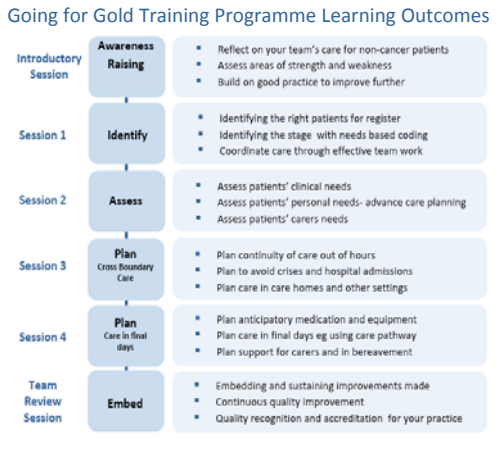 Going for Gold Training Programme Learning Outcomes
Introductory
Session
Awareness
Raising
Reflect on your team's care for non-cancer patients
Assess areas of strength and weakness
Build on good practice to improve further
Session 1
Identify
Identifying the right patients for register
Identifying the stage with needs based coding
Coordinate care through effective team work
Session 2
Assess
Assess patients' clinical needs
Assess patients' personal needs- advance care planning
Assess patients' carers needs
Session 3
Plan
Cross Boundary
Care
Plan continuity of care out of hours
Plan to avoid crises and hospital admissions
Plan care in care homes and other settings
Session 4
Plan
Care in final
days
Plan anticipatory medication and equipment
Plan care in final days eg using care pathway
Plan support for carers and in bereavement
Team
Review
Session
Embed
Embedding and sustaining improvements made
Continuous quality improvement
Quality recognition and accreditation for your practice